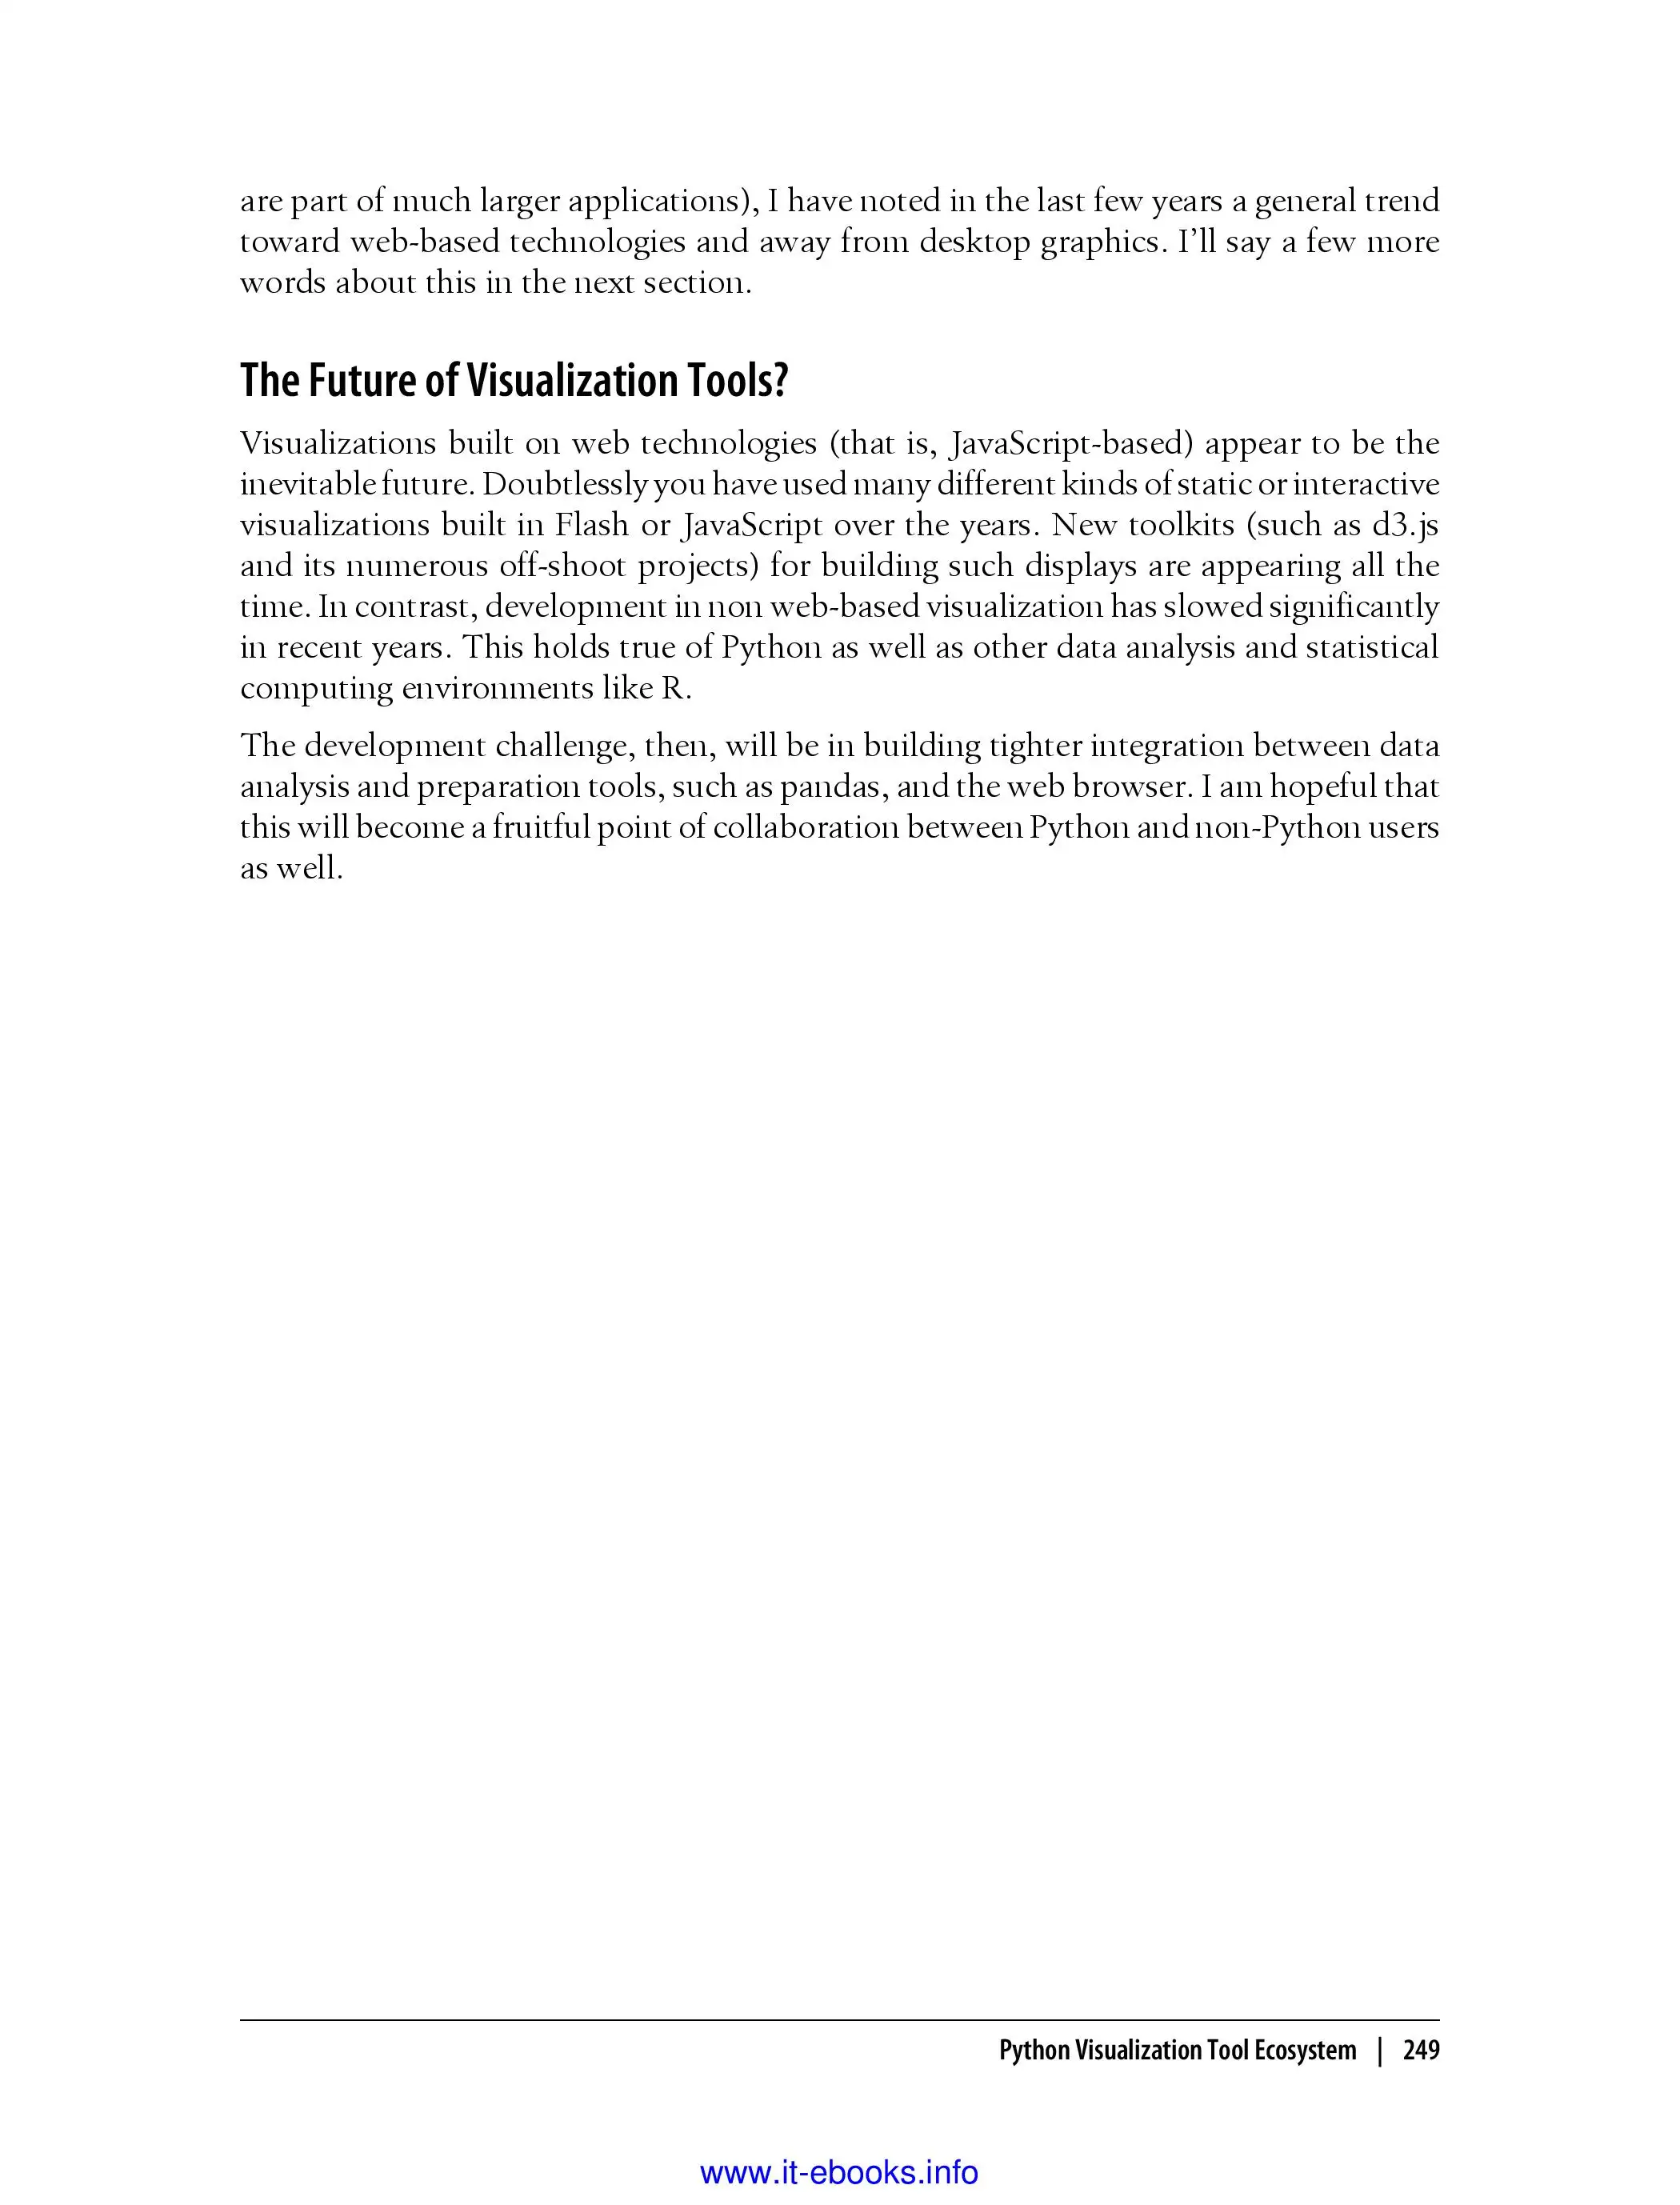 are part of much larger applications), I have noted in the last few years a general trend
toward web-based technologies and away from desktop graphics. I’ll say a few more
words about this in the next section.
The Future of Visualization Tools?
Visualizations built on web technologies (that is, JavaScript-based) appear to be the
inevitable future. Doubtlessly you have used many different kinds of static or interactive
visualizations built in Flash or JavaScript over the years. New toolkits (such as d3.js
and its numerous off-shoot projects) for building such displays are appearing all the
time. In contrast, development in non web-based visualization has slowed significantly
in recent years. This holds true of Python as well as other data analysis and statistical
computing environments like R.
The development challenge, then, will be in building tighter integration between data
analysis and preparation tools, such as pandas, and the web browser. I am hopeful that
this will become a fruitful point of collaboration between Python and non-Python users
as well.
Python Visualization Tool Ecosystem | 249
www.it-ebooks.info